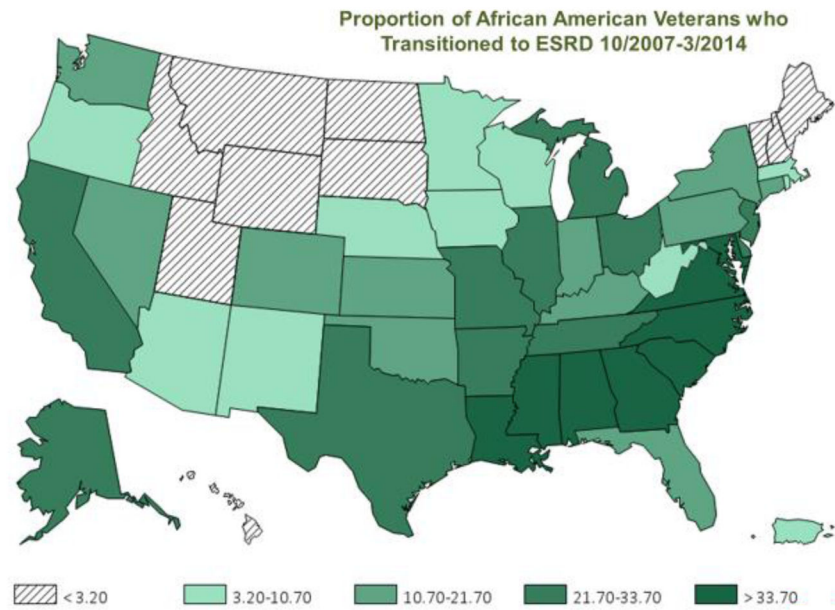 Proportion of African American Veterans who
Transitioned to ESRD 10/2007-3/2014
< 3.20
3.20-10.70
10.70-21.70
21.70-33.70
> 33.70